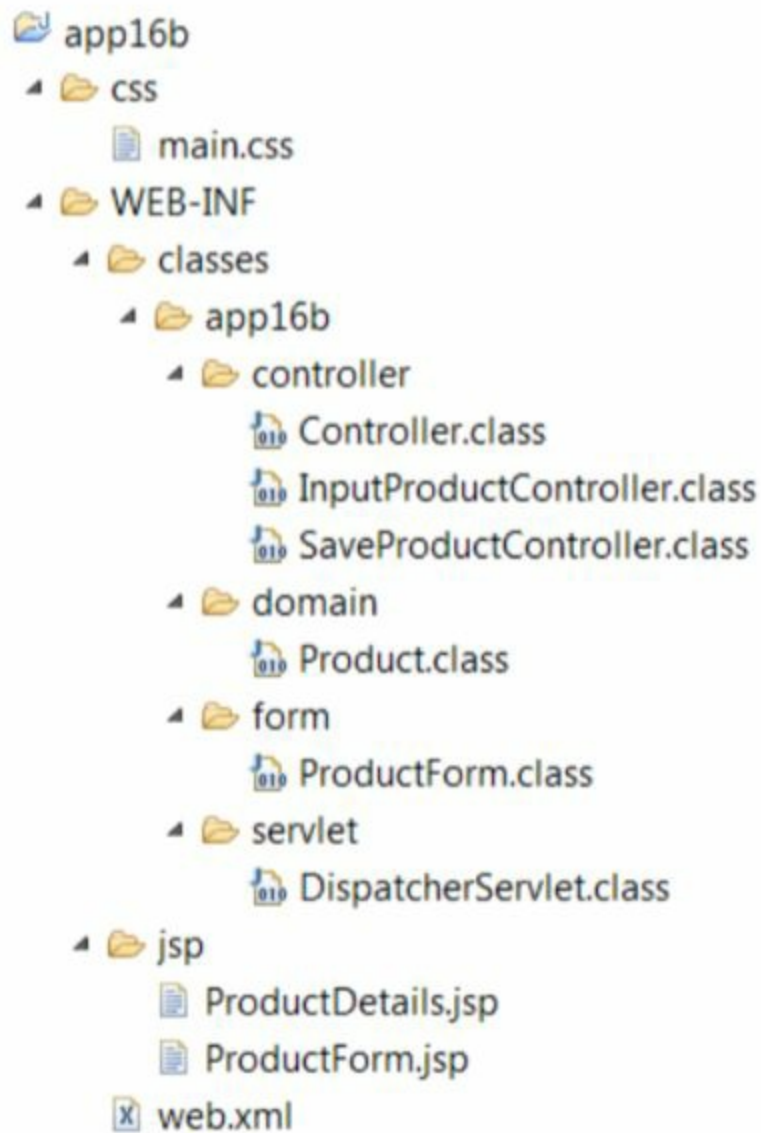 app16b
css
main.css
WEB-INF
classes
app16b
controller
Controller.class
InputProductController.class
SaveProductController.class
domain
Product.class
form
ProductForm.class
servlet
DispatcherServlet.class
jsp
ProductDetails.jsp
ProductForm.jsp
web.xml